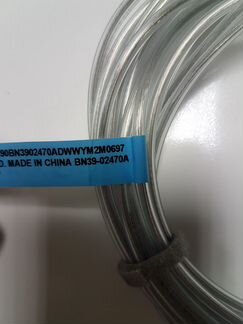 90BN3902470ADWWYM2M0697
D. MADE IN CHINA BN39-02470A